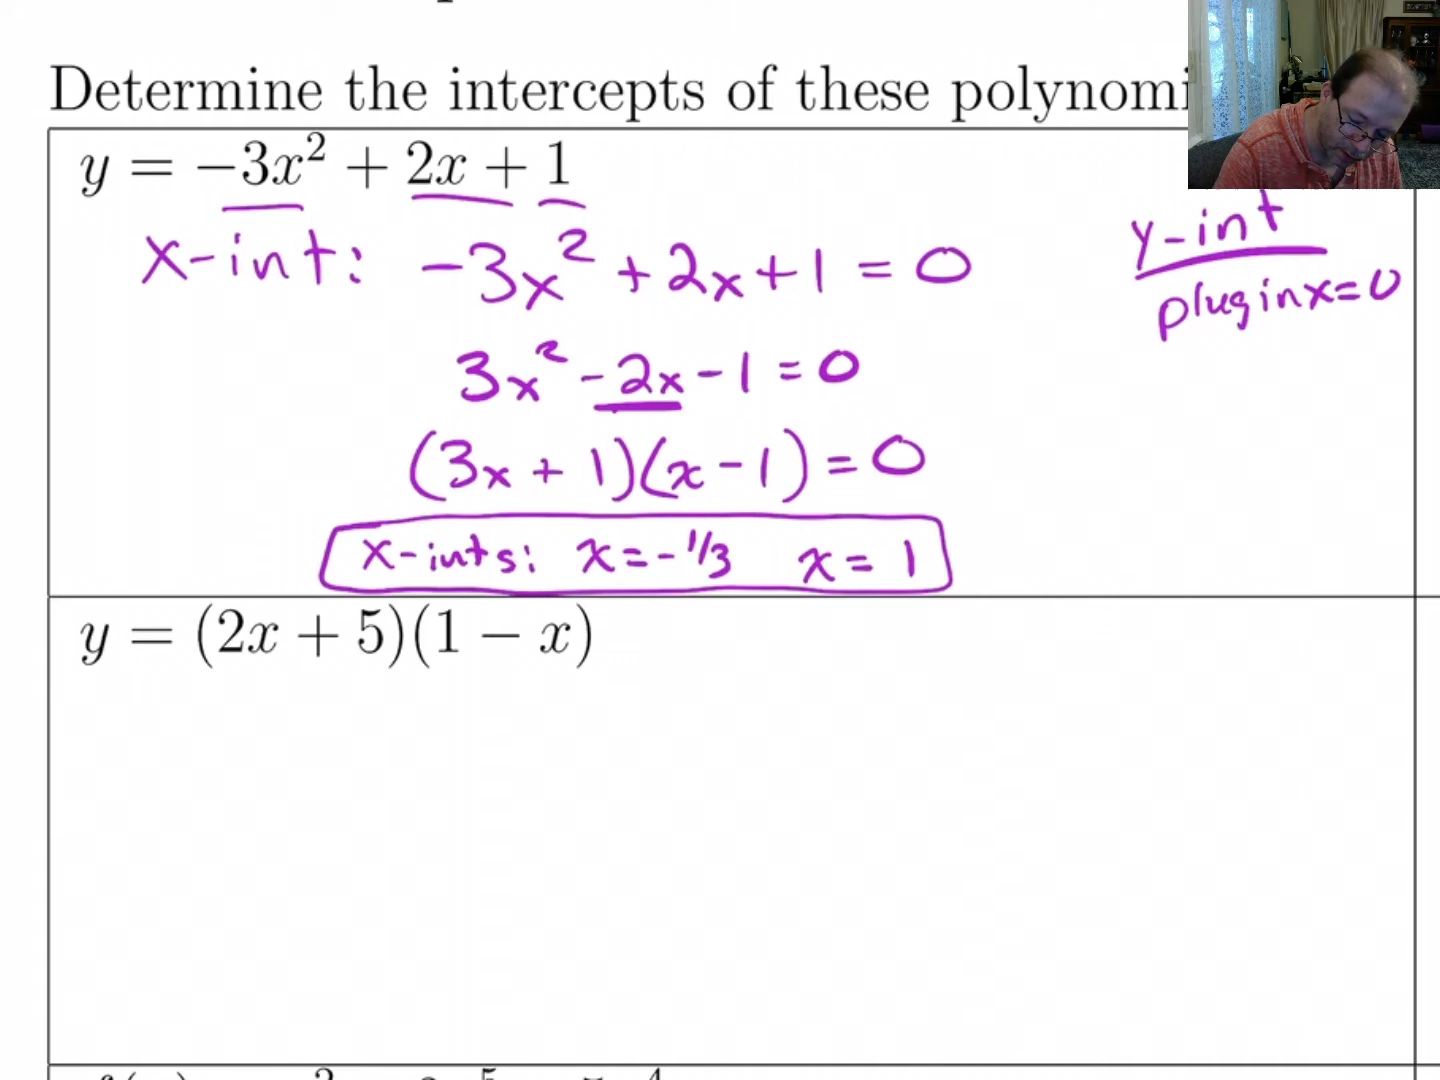 Determine the intercepts of these polynomi
y = −3x² + 2x + 1
x-int: -3x² + 2x + 1 = 0
y-int
plug in x=0
3x² - 2x - 1 = 0
(3x + 1)(x - 1) = 0
x-ints: x = -1/3 x = 1
y = (2x + 5)(1 − x)